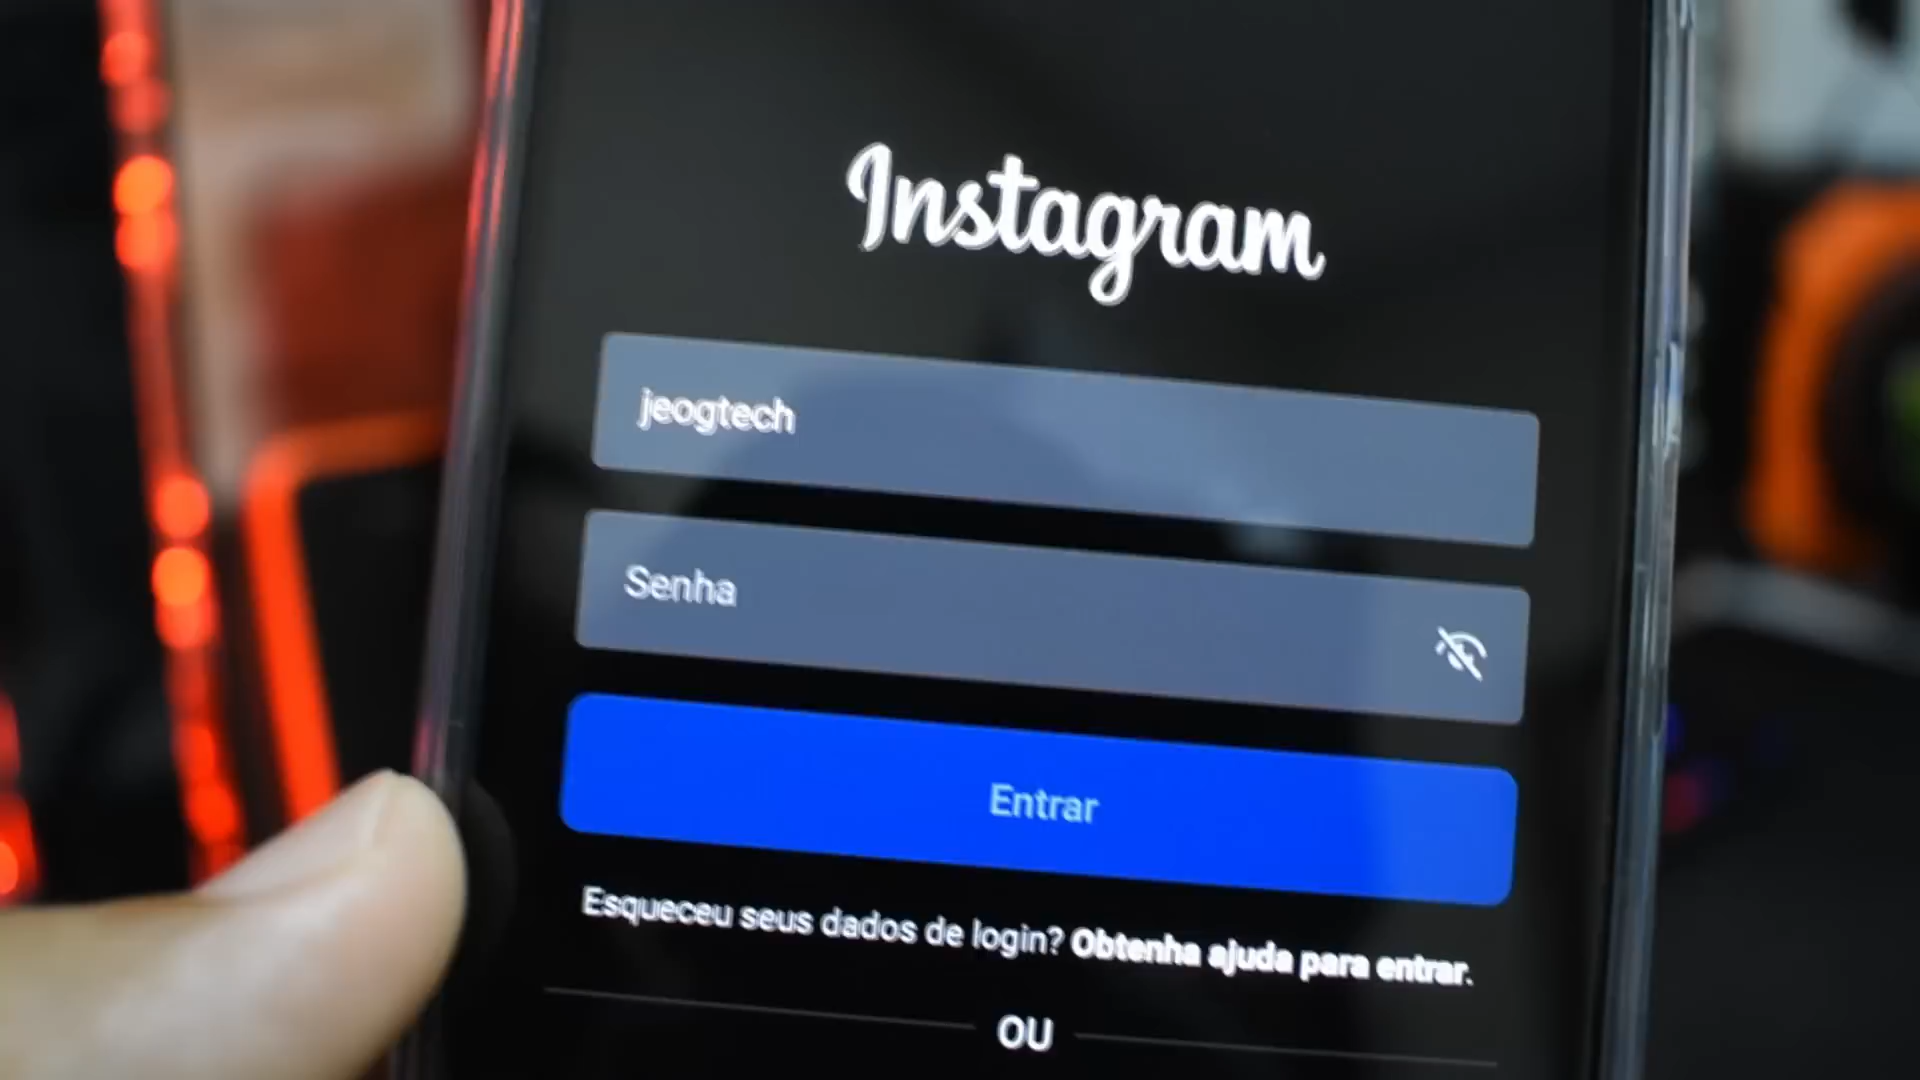 Instagram
jeogtech
Senha
Entrar
Esqueceu seus dados de login? Obtenha ajuda para entrar.
OU